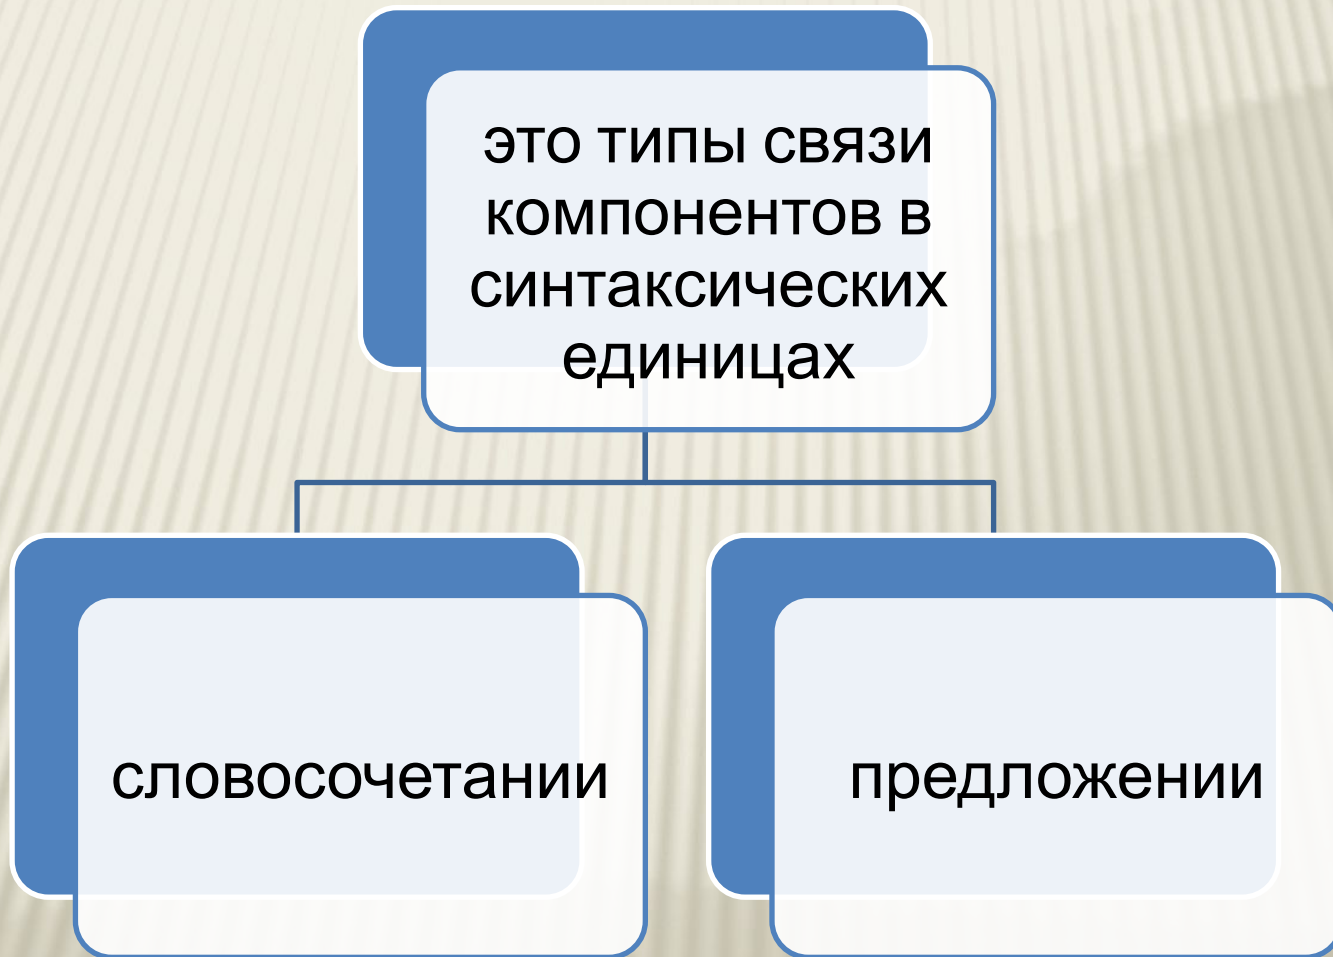 это типы связи
компонентов в
синтаксических
единицах
словосочетании
предложении